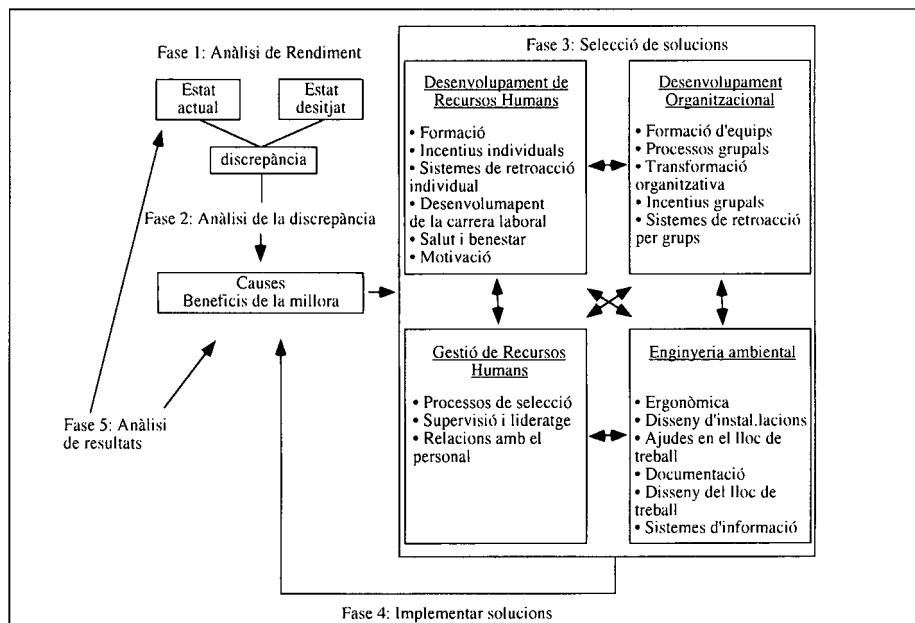 Fase 1: Anàlisi de Rendiment
Estat
actual
Estat
desitjat
discrepància
Fase 2: Anàlisi de la discrepància
Causes
Beneficis de la millora
Fase 5: Anàlisi
de resultats
Fase 3: Selecció de solucions
Desenvolupament de
Recursos Humans
• Formació
• Incentius individuals
• Sistemes de retroacció
individual
• Desenvolumapent
de la carrera laboral
• Salut i benestar
• Motivació
Desenvolupament
Organitzacional
• Formació d'equips
• Processos grupals
• Transformació
organitzativa
• Incentius grupals
• Sistemes de retroacció
per grups
Gestió de Recursos
Humans
• Processos de selecció
• Supervisió i lideratge
• Relacions amb el
personal
Enginyeria ambiental
• Ergonòmica
• Disseny d'instal.lacions
• Ajudes en el lloc de
treball
• Documentació
• Disseny del lloc de
treball
• Sistemes d'informació
Fase 4: Implementar solucions